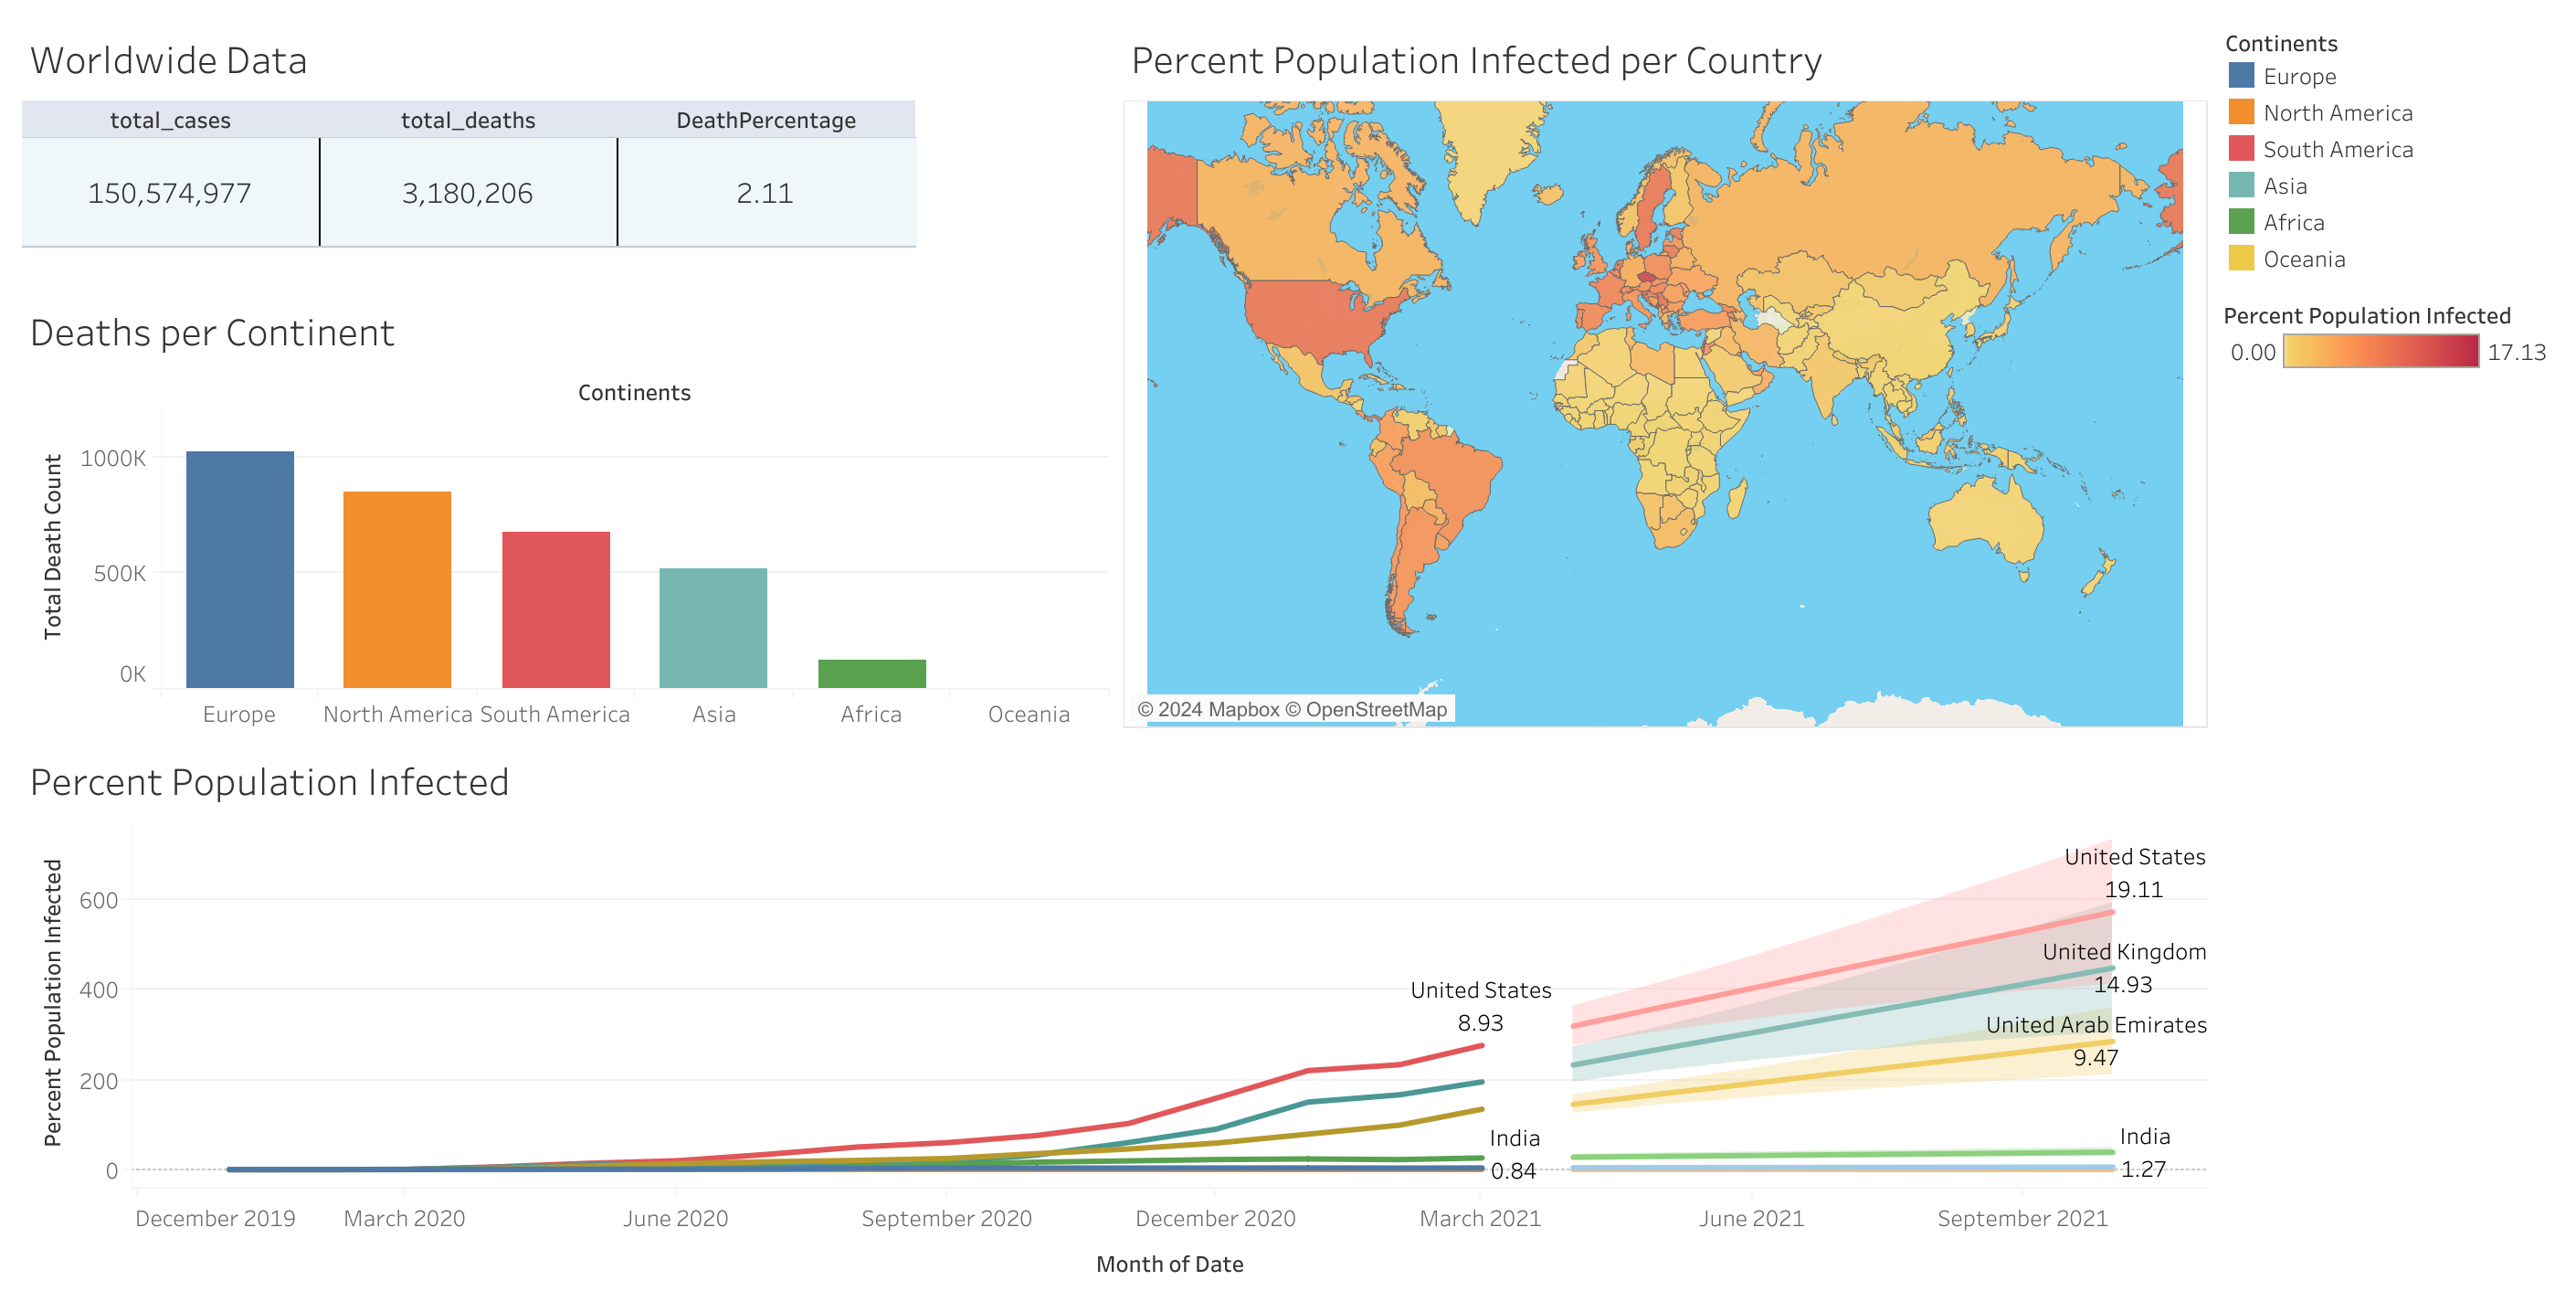 Worldwide Data
total_cases total_deaths DeathPercentage
150,574,977 3,180,206 2.11
Deaths per Continent
Continents
Total Death Count
1000K
500K
0K
Europe North America South America Asia Africa Oceania
Percent Population Infected per Country
© 2024 Mapbox © OpenStreetMap
Continents
Europe
North America
South America
Asia
Africa
Oceania
Percent Population Infected
0.00 17.13
Percent Population Infected
Percent Population Infected
600
400
200
0
United States
8.93
India
0.84
United States
19.11
United Kingdom
14.93
United Arab Emirates
9.47
India
1.27
December 2019 March 2020 June 2020 September 2020 December 2020 March 2021 June 2021 September 2021
Month of Date